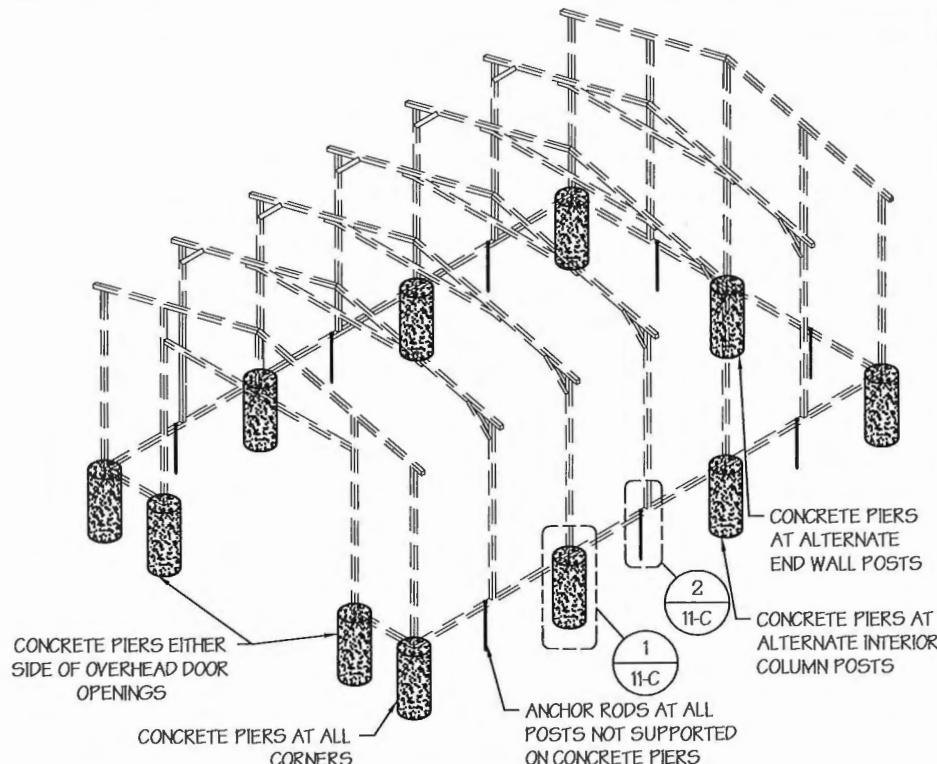 CONCRETE PIERS
AT ALTERNATE
END WALL POSTS
2
11-C
CONCRETE PIERS AT
ALTERNATE INTERIOR
COLUMN POSTS
1
11-C
CONCRETE PIERS EITHER
SIDE OF OVERHEAD DOOR
OPENINGS
ANCHOR RODS AT ALL
POSTS NOT SUPPORTED
ON CONCRETE PIERS
CONCRETE PIERS AT ALL
CORNERS